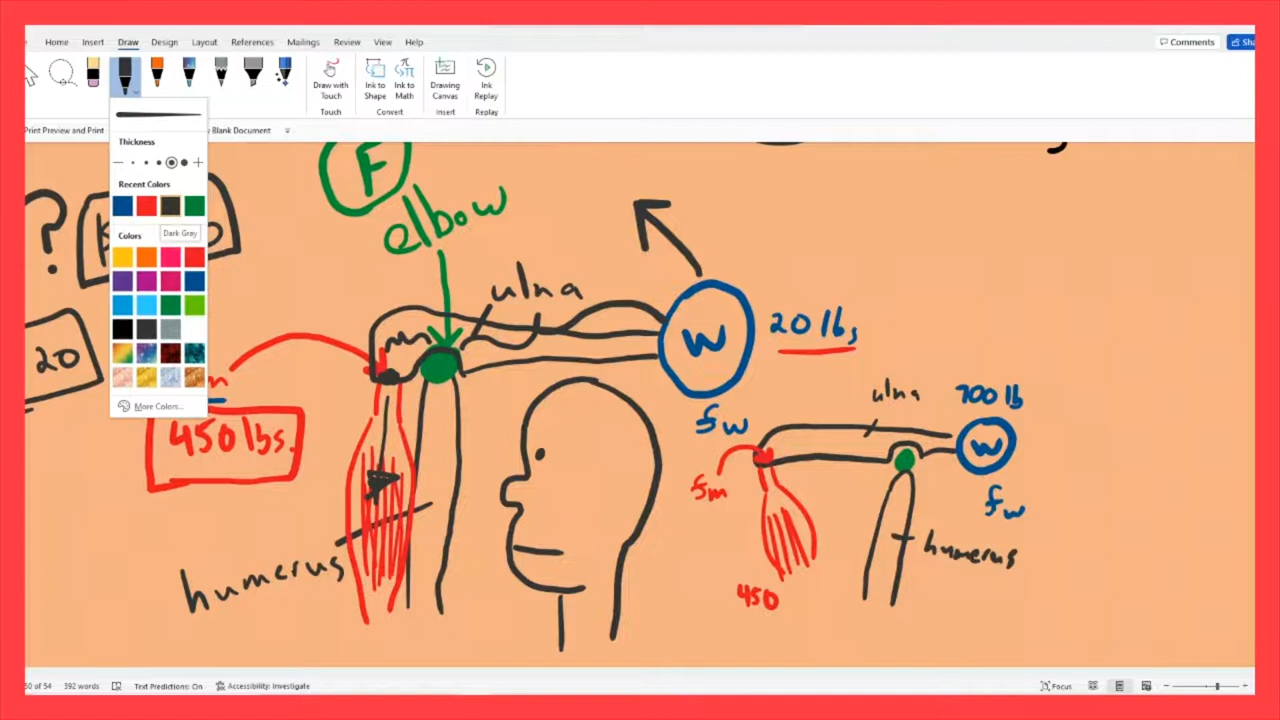 Home Insert Draw Design Layout References Mailings Review View Help
Comments
Draw with Touch
Ink to Shape
Ink to Math
Drawing Canvas
Ink Replay
Touch
Convert
Insert
Replay
Print Preview and Print
Blank Document
Thickness
Recent Colors
Colors
Dark Gray
More Colors...
?
F
elbow
ulna
W
20 lbs
fw
20
m
450 lbs.
humerus
ulna
700 lb
W
fm
fw
humerus
450
392 words
Text Predictions: On
Accessibility: Investigate
Focus